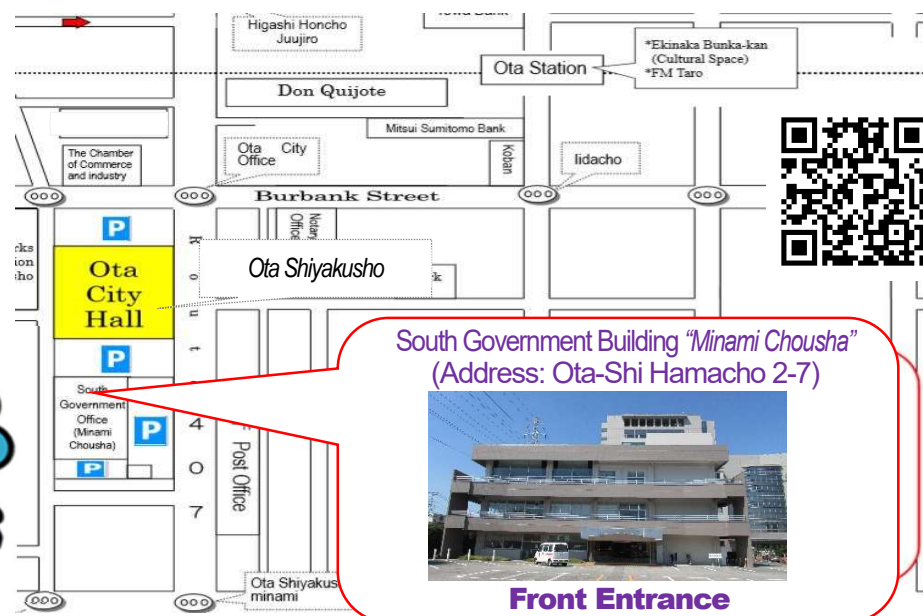 Higashi Honcho
Juujiro
Ota Station
*Ekinaka Bunka-kan
(Cultural Space)
*FM Taro
Don Quijote
Mitsui Sumitomo Bank
The Chamber
of Commerce
and industry
Ota City
Office
Koban
Iidacho
Burbank Street
P
Notary
Office
Ota
City
Hall
Ota Shiyakusho
P
South
Government
Office
(Minami
Chousha)
P
P
407
Post Office
South Government Building “Minami Chousha”
(Address: Ota-Shi Hamacho 2-7)
Front Entrance
minami